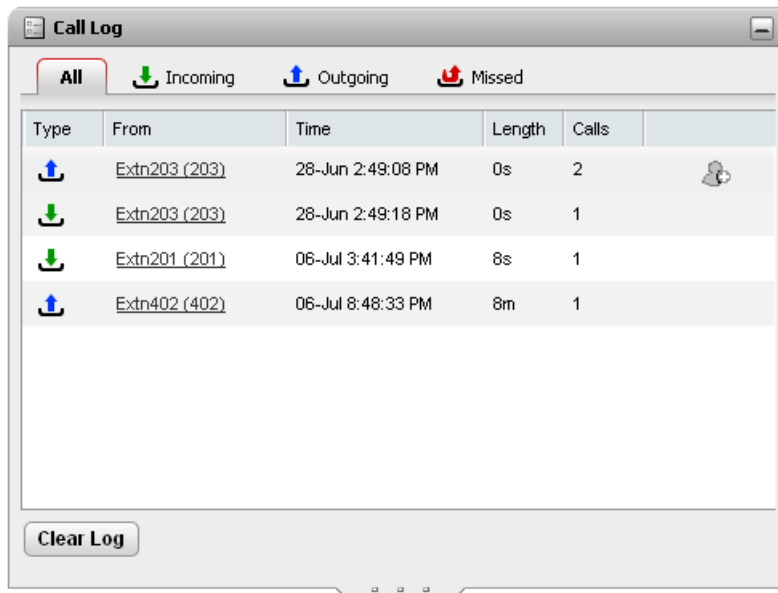 Call Log
All Incoming Outgoing Missed
Type From Time Length Calls
Extn203 (203) 28-Jun 2:49:08 PM 0s 2
Extn203 (203) 28-Jun 2:49:18 PM 0s 1
Extn201 (201) 06-Jul 3:41:49 PM 8s 1
Extn402 (402) 06-Jul 8:48:33 PM 8m 1
Clear Log